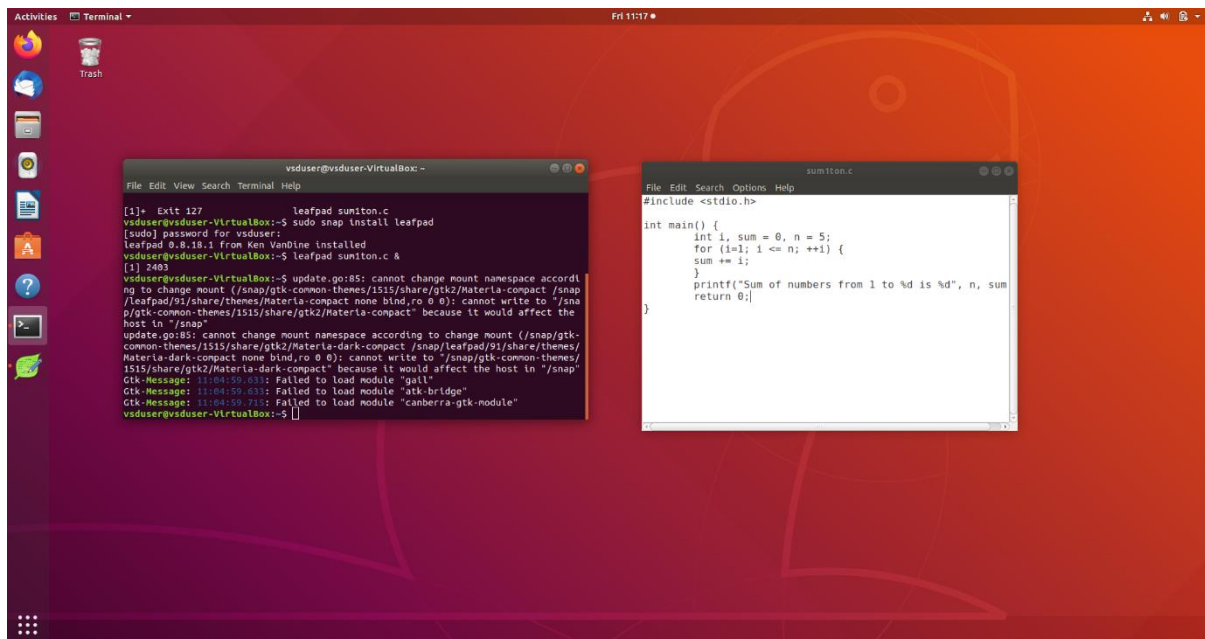 Activities Terminal Fri 11:17
Trash
vsduser@vsduser-VirtualBox: ~
File Edit View Search Terminal Help
[1]+ Exit 127 leafpad sum1ton.c
vsduser@vsduser-VirtualBox:~$ sudo snap install leafpad
[sudo] password for vsduser:
leafpad 0.8.18.1 from Ken VanDine installed
vsduser@vsduser-VirtualBox:~$ leafpad sum1ton.c &
[1] 2403
vsduser@vsduser-VirtualBox:~$ update.go:85: cannot change mount namespace accordi
ng to change mount (/snap/gtk-common-themes/1515/share/gtk2/Materia-compact /snap
/leafpad/91/share/themes/Materia-compact none bind,ro 0 0): cannot write to "/sna
p/gtk-common-themes/1515/share/gtk2/Materia-compact" because it would affect the
host in "/snap"
update.go:85: cannot change mount namespace according to change mount (/snap/gtk-
common-themes/1515/share/gtk2/Materia-dark-compact /snap/leafpad/91/share/themes/
Materia-dark-compact none bind,ro 0 0): cannot write to "/snap/gtk-common-themes/
1515/share/gtk2/Materia-dark-compact" because it would affect the host in "/snap"
Gtk-Message: 11:04:59.633: Failed to load module "gail"
Gtk-Message: 11:04:59.633: Failed to load module "atk-bridge"
Gtk-Message: 11:04:59.715: Failed to load module "canberra-gtk-module"
vsduser@vsduser-VirtualBox:~$
sum1ton.c
File Edit Search Options Help
#include <stdio.h>
int main() {
int i, sum = 0, n = 5;
for (i=1; i <= n; ++i) {
sum += i;
}
printf("Sum of numbers from 1 to %d is %d", n, sum
return 0;
}